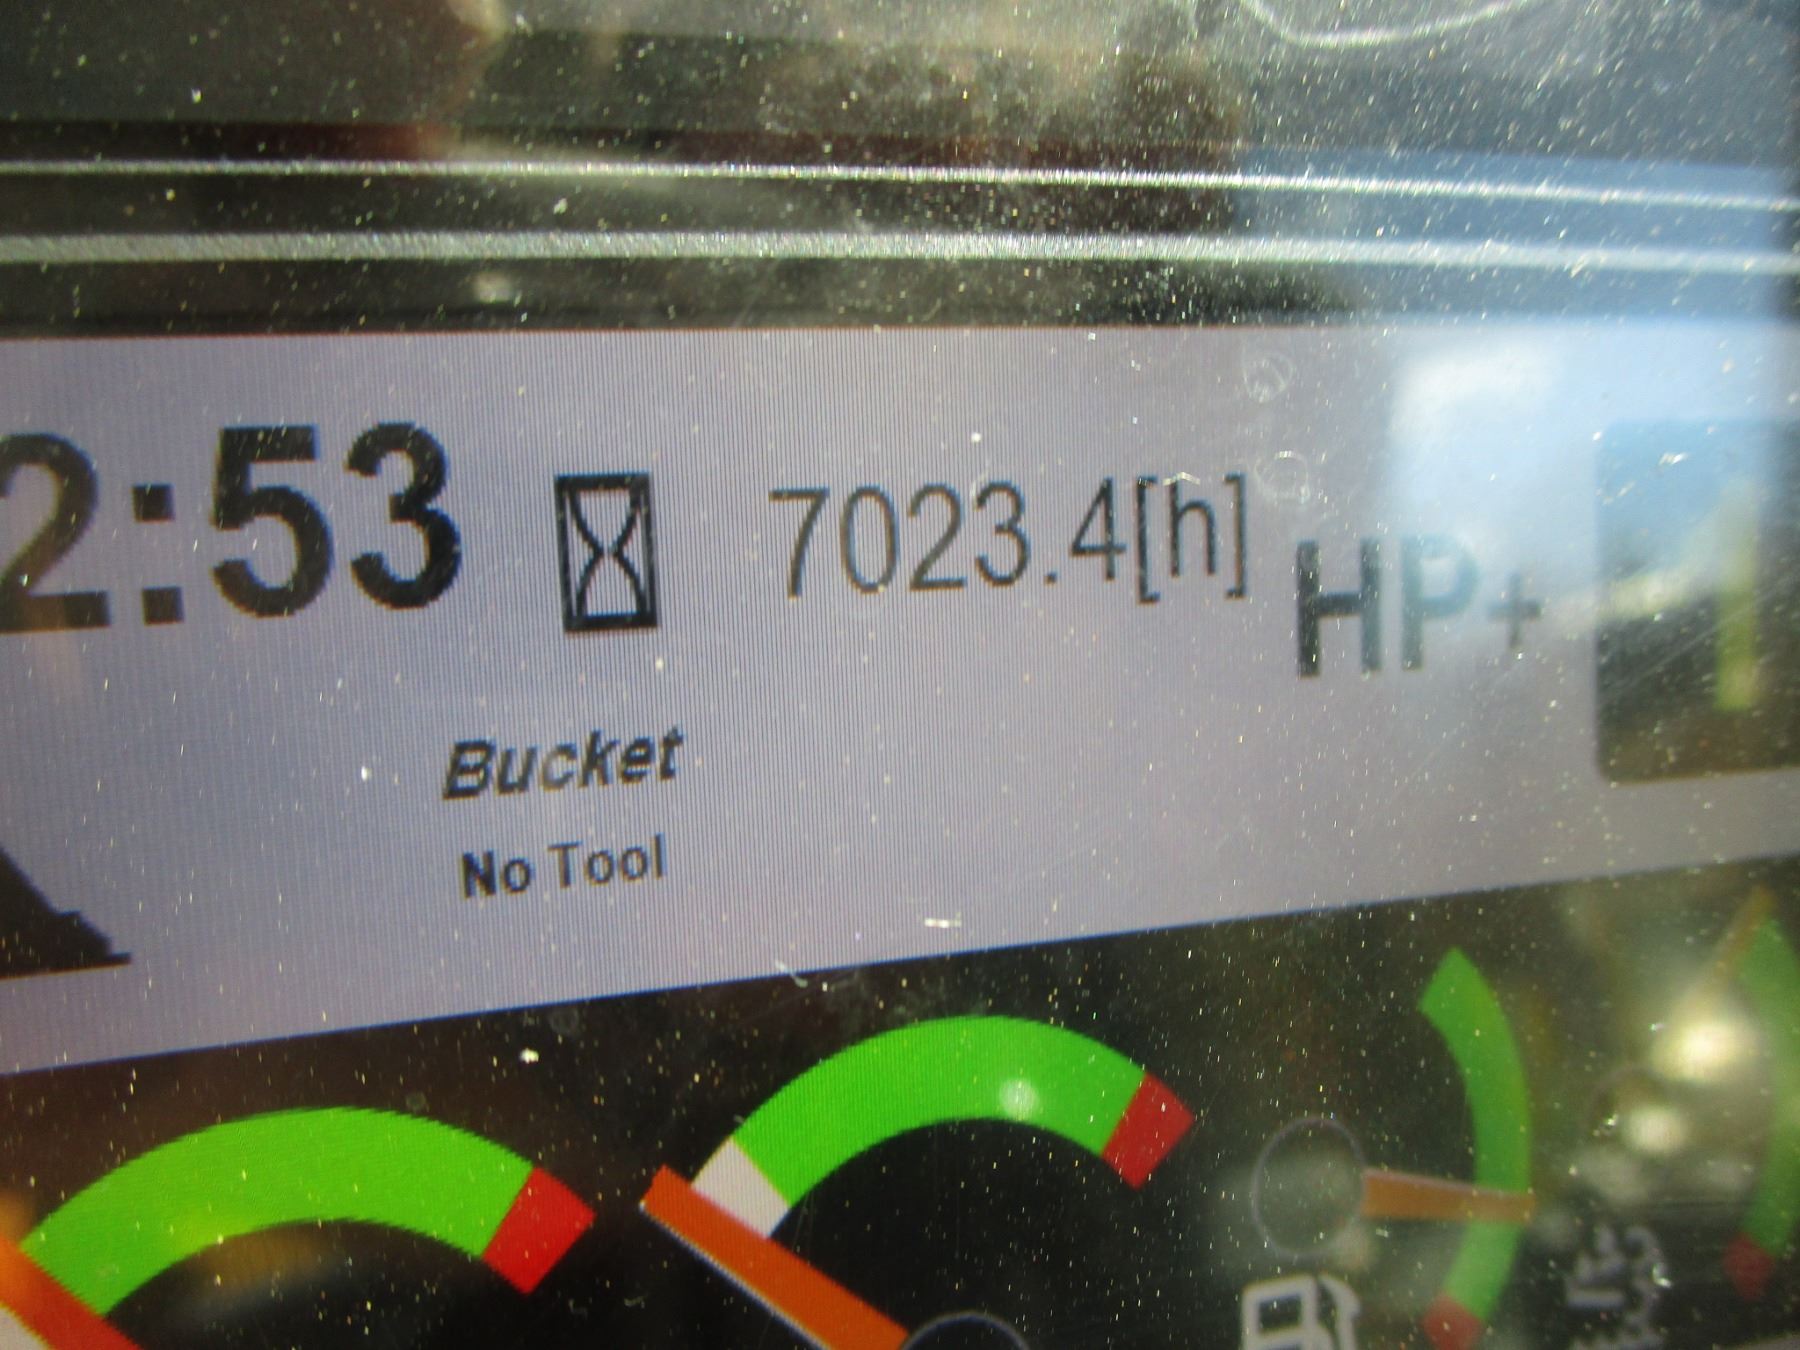 2:53 7023.4[h] HP+
Bucket
No Tool